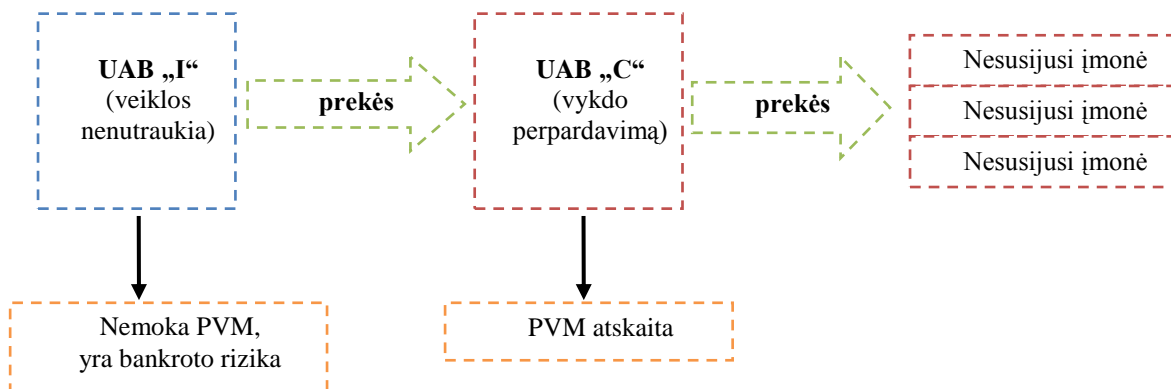 UAB „I“
(veiklos
nenutraukia)
prekės
UAB „C“
(vykdo
perpardavimą)
prekės
Nesusijusi įmonė
Nesusijusi įmonė
Nesusijusi įmonė
Nemoka PVM,
yra bankroto rizika
PVM atskaita